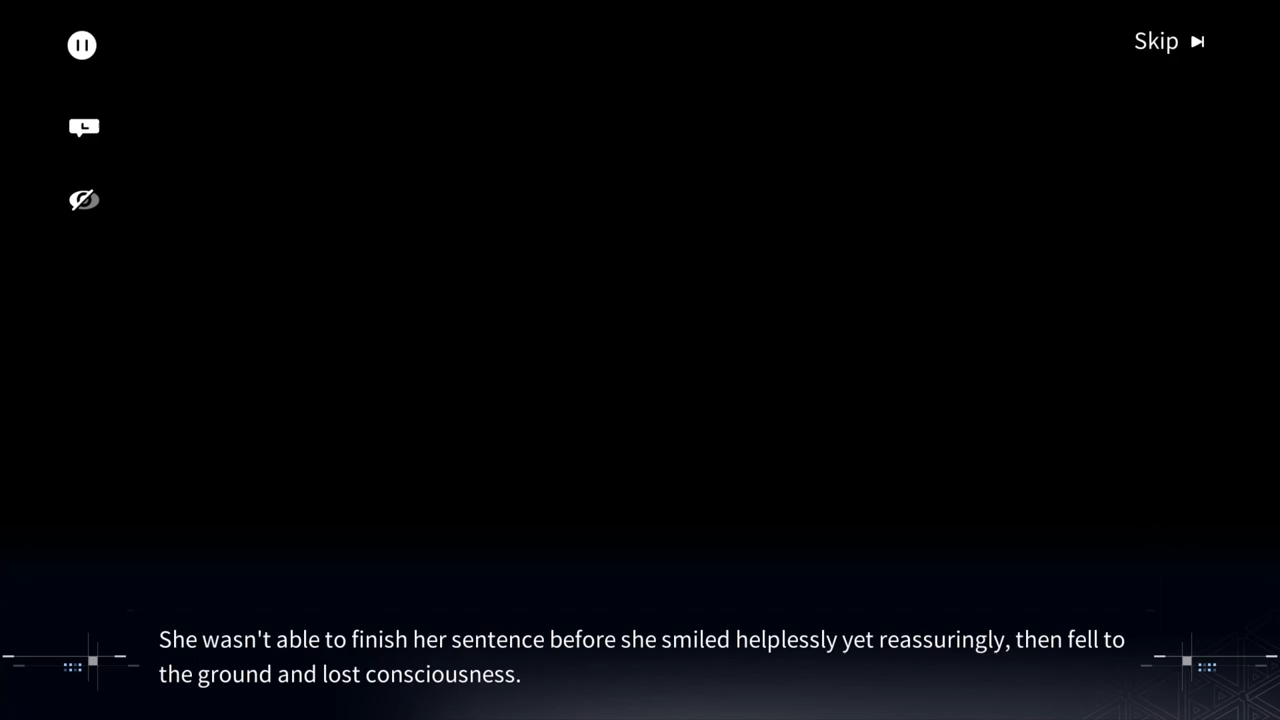 Skip
She wasn't able to finish her sentence before she smiled helplessly yet reassuringly, then fell to
the ground and lost consciousness.